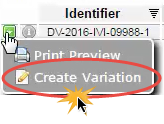 Identifier
DV-2016-IVI-09988-1
Print Preview
Create Variation